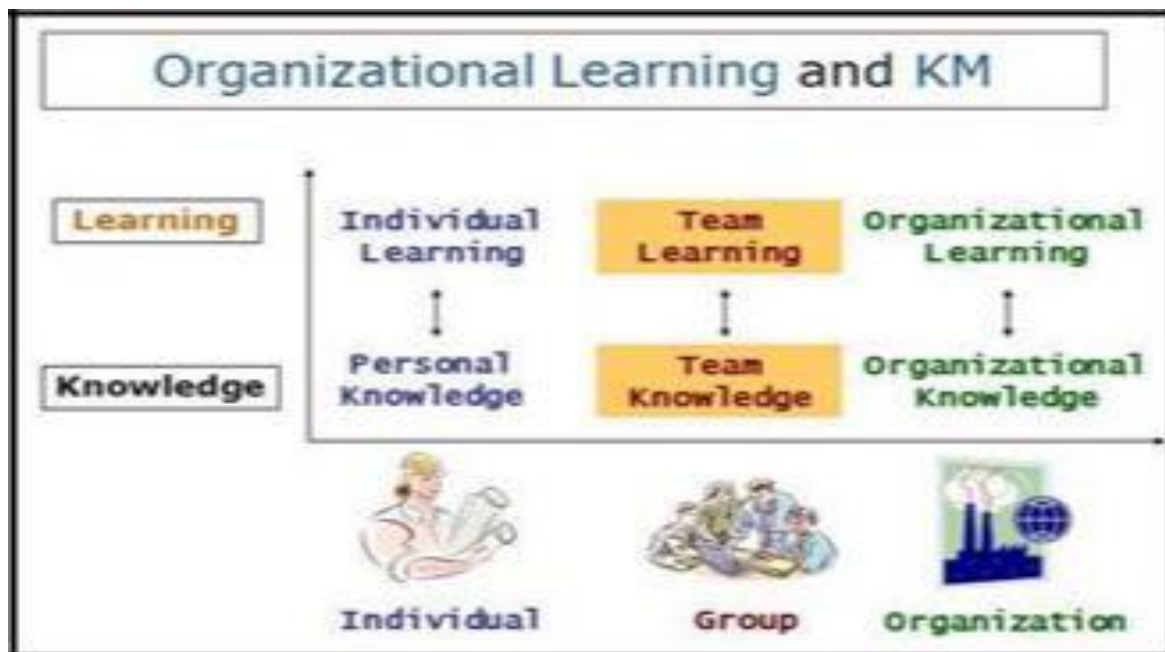 Organizational Learning and KM
Learning
Individual
Learning
Team
Learning
Organizational
Learning
Knowledge
Personal
Knowledge
Team
Knowledge
Organizational
Knowledge
Individual
Group
Organization